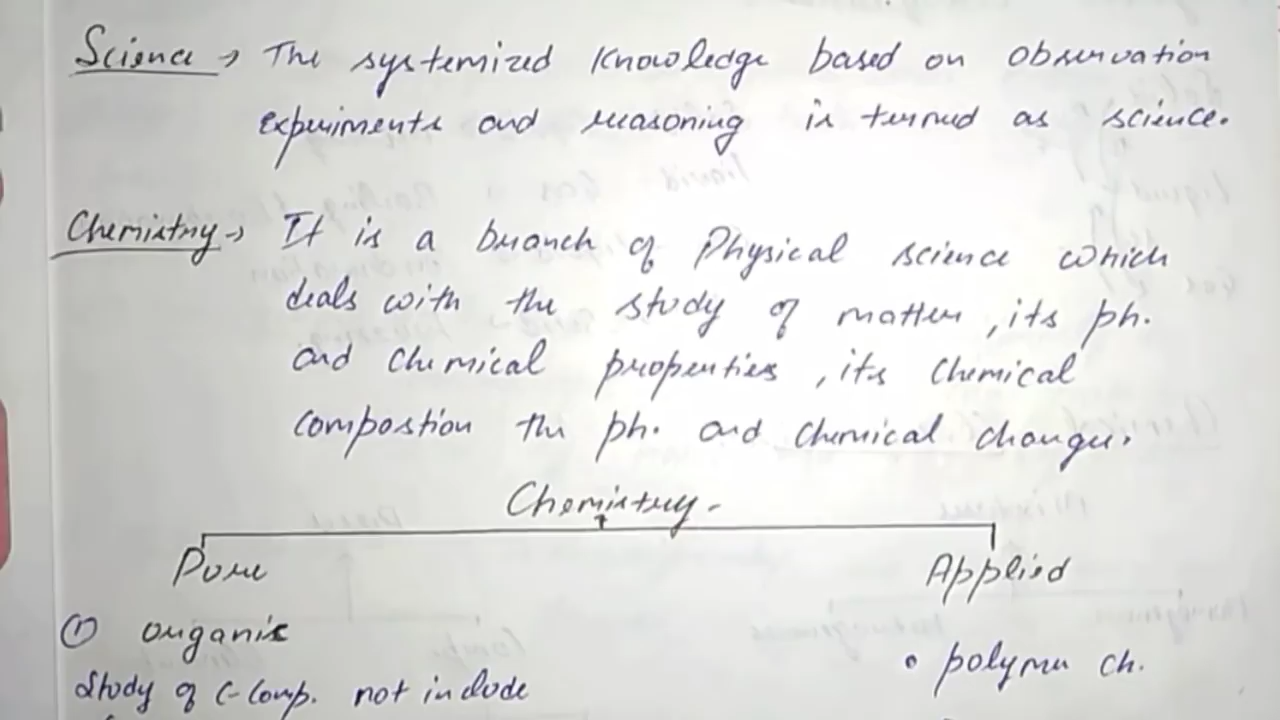 Science → The systemized Knowledge based on Observation
experiments and reasoning is termed as science.
Chemistry → It is a branch of Physical science which
deals with the study of matter, its ph.
and chemical properties, its Chemical
compostion the ph. and chemical changes.
Chemistry.
Pure Applied
① Organic
• polymer ch.
Study of C-Comp. not include